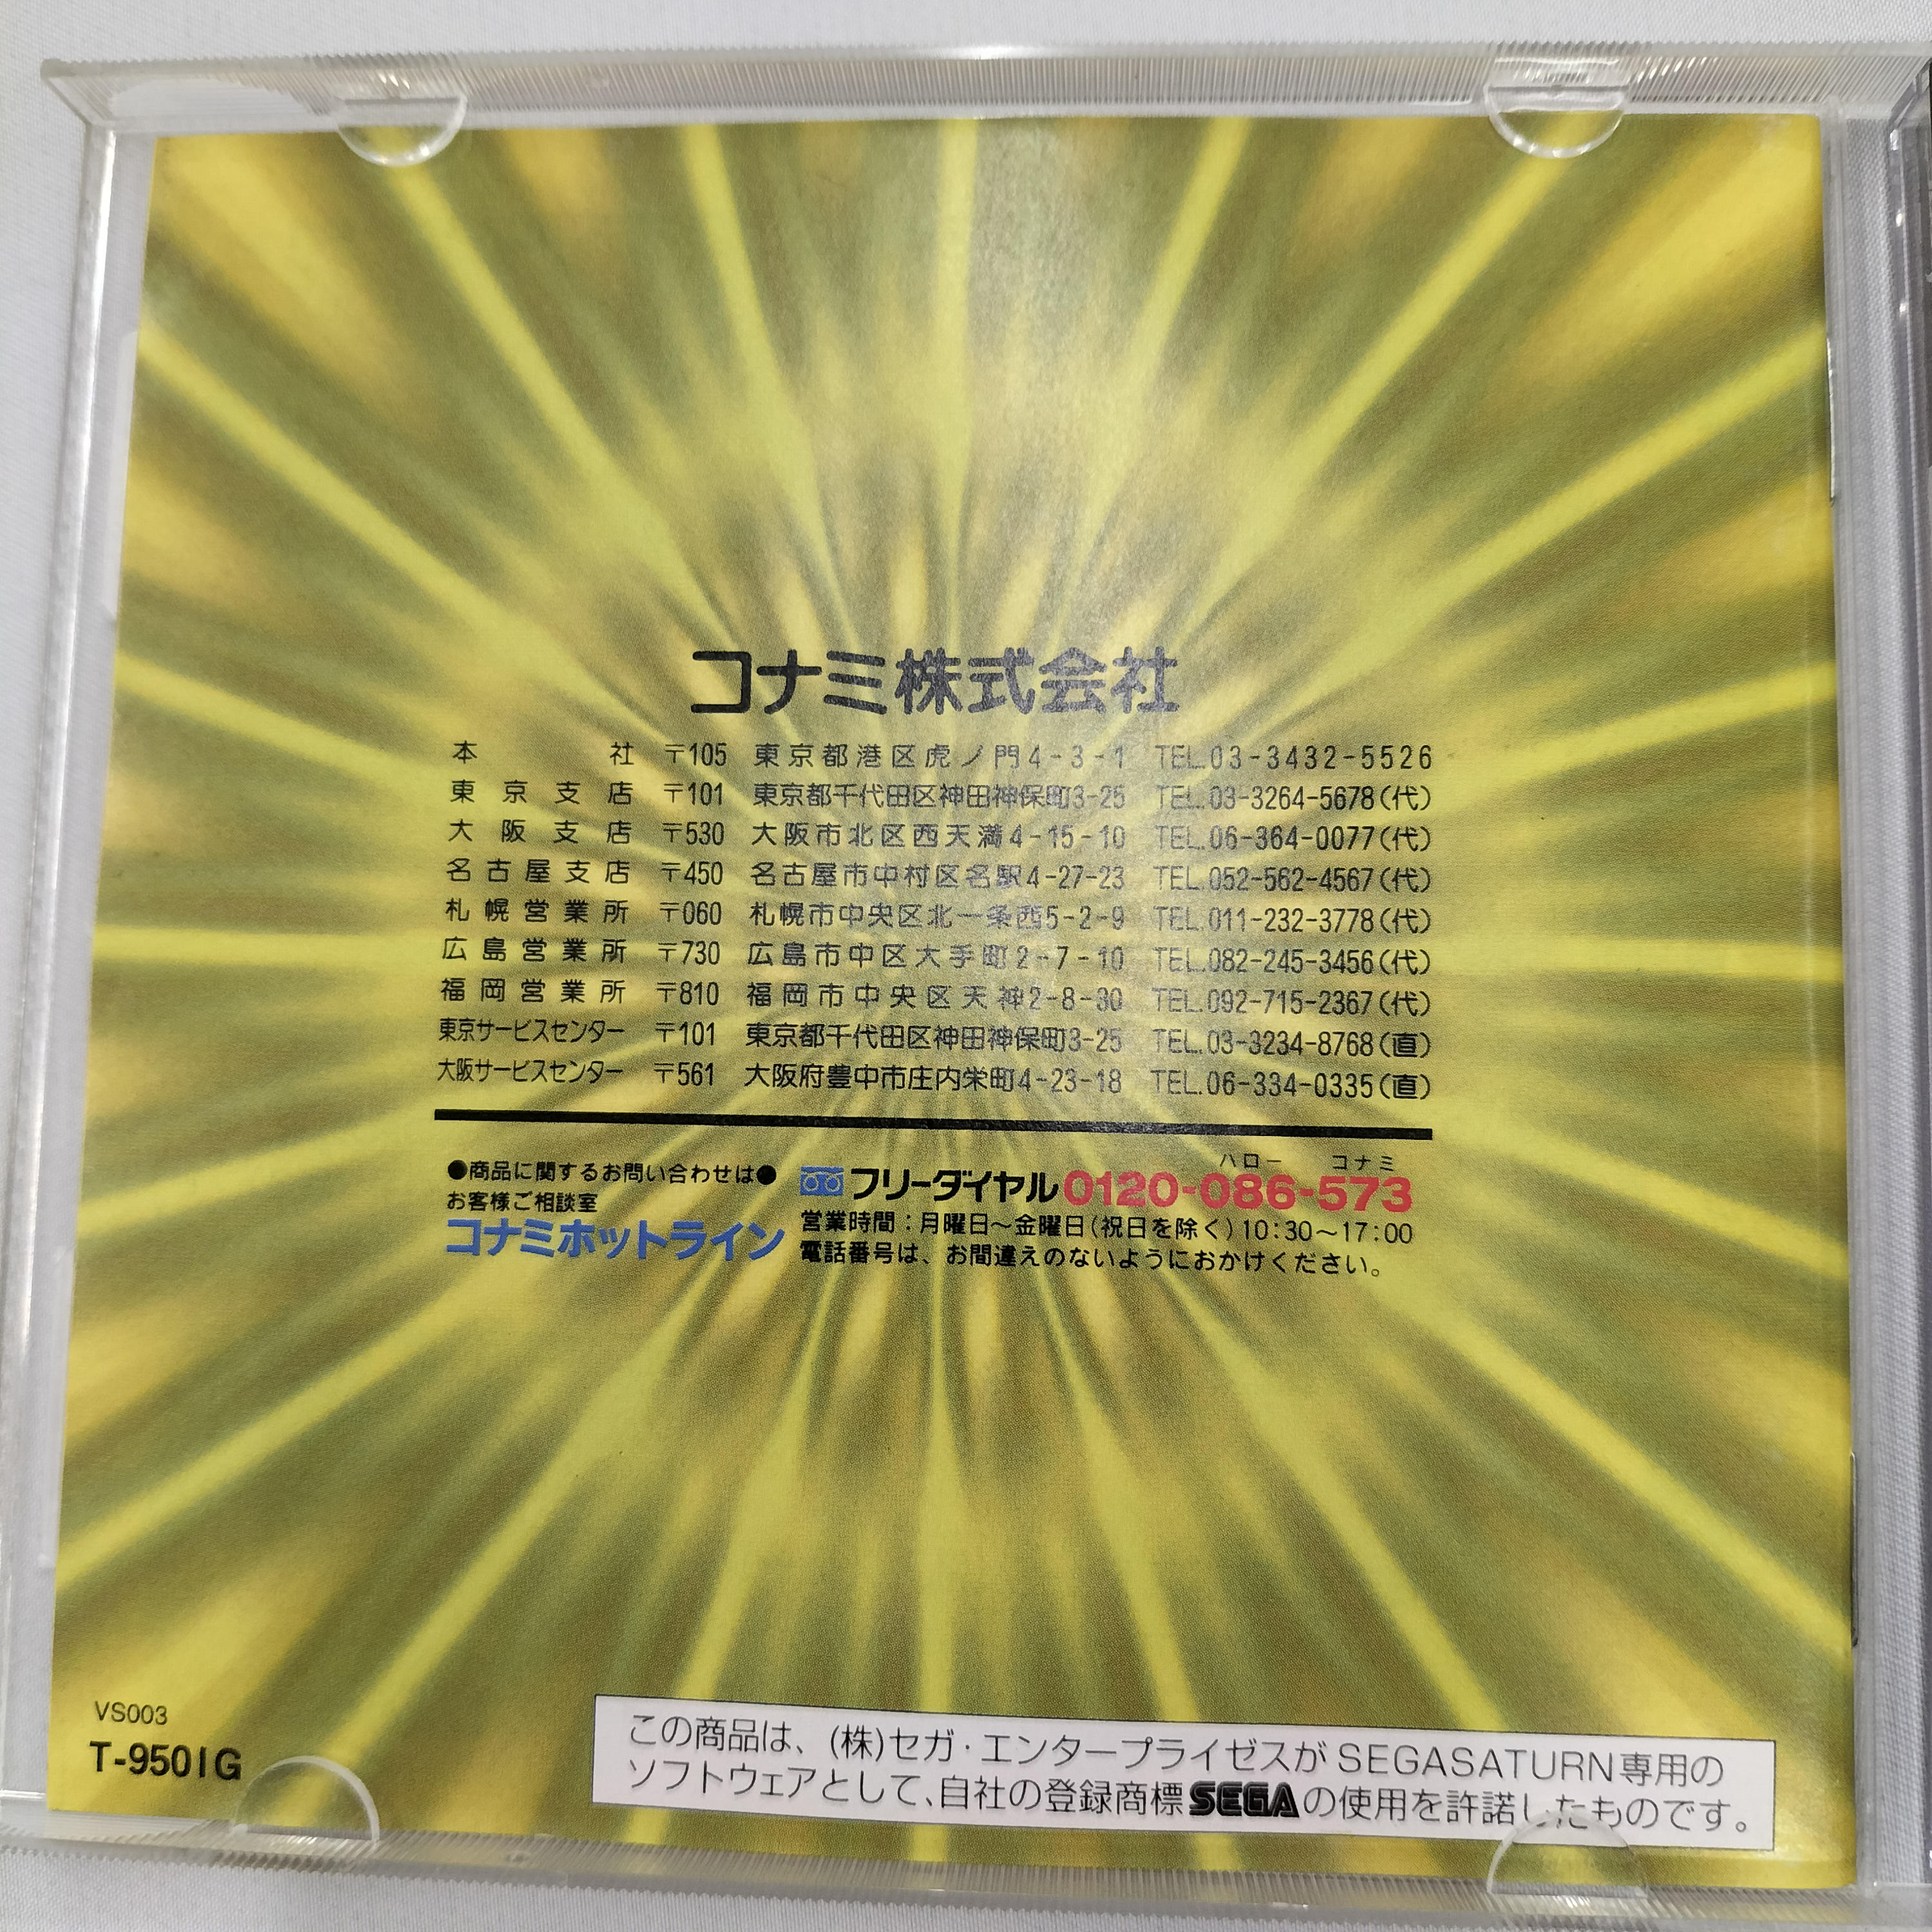 コナミ株式会社
本社 〒105 東京都港区虎ノ門4-3-1 TEL.03-3432-5526
東京支店 〒101 東京都千代田区神田神保町3-25 TEL.03-3264-5678(代)
大阪支店 〒530 大阪市北区西天満4-15-10 TEL.06-364-0077(代)
名古屋支店 〒450 名古屋市中村区名駅4-27-23 TEL.052-562-4567(代)
札幌営業所 〒060 札幌市中央区北一条西5-2-9 TEL.011-232-3778(代)
広島営業所 〒730 広島市中区大手町2-7-10 TEL.082-245-3456(代)
福岡営業所 〒810 福岡市中央区天神2-8-30 TEL.092-715-2367(代)
東京サービスセンター 〒101 東京都千代田区神田神保町3-25 TEL.03-3234-8768(直)
大阪サービスセンター 〒561 大阪府豊中市庄内栄町4-23-18 TEL.06-334-0335(直)
●商品に関するお問い合わせは●
お客様ご相談室
コナミホットライン
ハロー コナミ
フリーダイヤル0120-086-573
営業時間：月曜日～金曜日(祝日を除く)10:30～17:00
電話番号は、お間違えのないようにおかけください。
VS003
T-9501G
この商品は、(株)セガ・エンタープライゼスがSEGASATURN専用の
ソフトウェアとして、自社の登録商標SEGAの使用を許諾したものです。